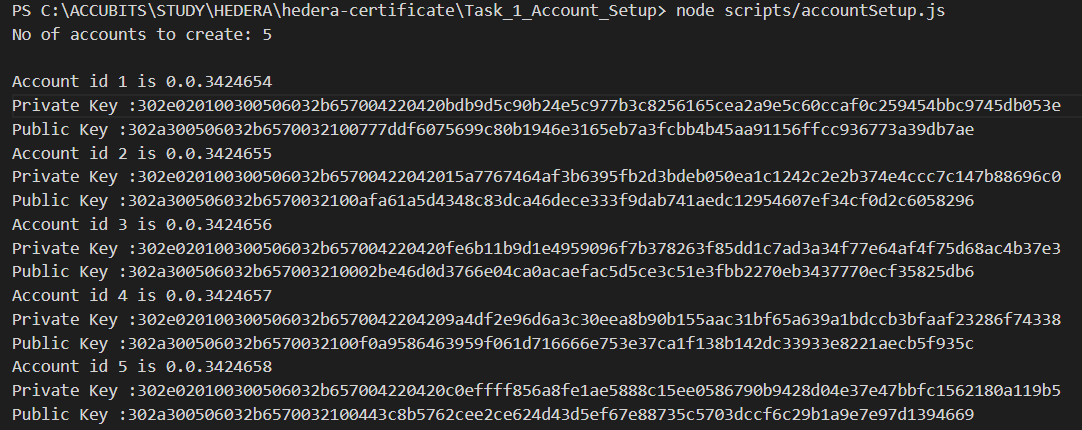 PS C:\ACCUBITS\STUDY\HEDERA\hedera-certificate\Task_1_Account_Setup> node scripts/accountSetup.js
No of accounts to create: 5
Account id 1 is 0.0.3424654
Private Key :302e020100300506032b657004220420bdb9d5c90b24e5c977b3c8256165cea2a9e5c60ccaf0c259454bbc9745db053e
Public Key :302a300506032b6570032100777ddf6075699c80b1946e3165eb7a3fcbb4b45aa91156ffcc936773a39db7ae
Account id 2 is 0.0.3424655
Private Key :302e020100300506032b65700422042015a7767464af3b6395fb2d3bdeb050ea1c1242c2e2b374e4ccc7c147b88696c0
Public Key :302a300506032b6570032100afa61a5d4348c83dca46dece333f9dab741aedc12954607ef34cf0d2c6058296
Account id 3 is 0.0.3424656
Private Key :302e020100300506032b657004220420fe6b11b9d1e4959096f7b378263f85dd1c7ad3a34f77e64af4f75d68ac4b37e3
Public Key :302a300506032b657003210002be46d0d3766e04ca0acaefac5d5ce3c51e3fbb2270eb3437770ecf35825db6
Account id 4 is 0.0.3424657
Private Key :302e020100300506032b6570042204209a4df2e96d6a3c30eea8b90b155aac31bf65a639a1bdccb3bfaaf23286f74338
Public Key :302a300506032b6570032100f0a9586463959f061d716666e753e37ca1f138b142dc33933e8221aecb5f935c
Account id 5 is 0.0.3424658
Private Key :302e020100300506032b657004220420c0effff856a8fe1ae5888c15ee0586790b9428d04e37e47bbfc1562180a119b5
Public Key :302a300506032b6570032100443c8b5762cee2ce624d43d5ef67e88735c5703dccf6c29b1a9e7e97d1394669